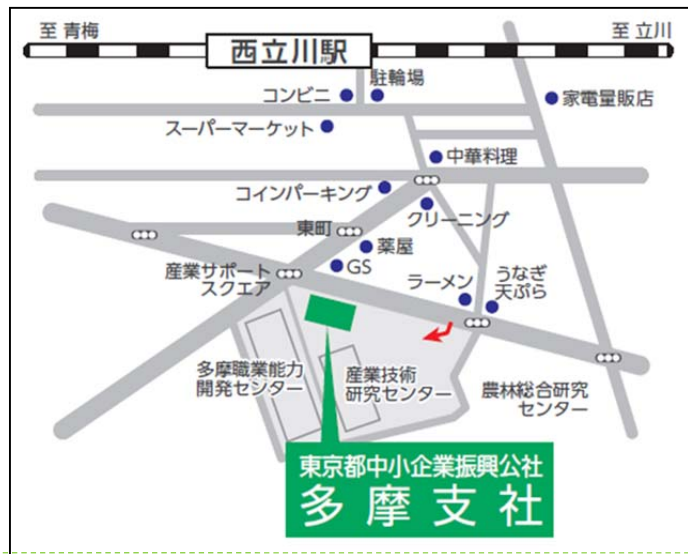 至 青梅
至 立川
西立川駅
駐輪場
コンビニ
家電量販店
スーパーマーケット
中華料理
コインパーキング
クリーニング
東町
薬屋
GS
産業サポート
スクエア
ラーメン
うなぎ
天ぷら
多摩職業能力
開発センター
産業技術
研究センター
農林総合研究
センター
東京都中小企業振興公社
多摩支社